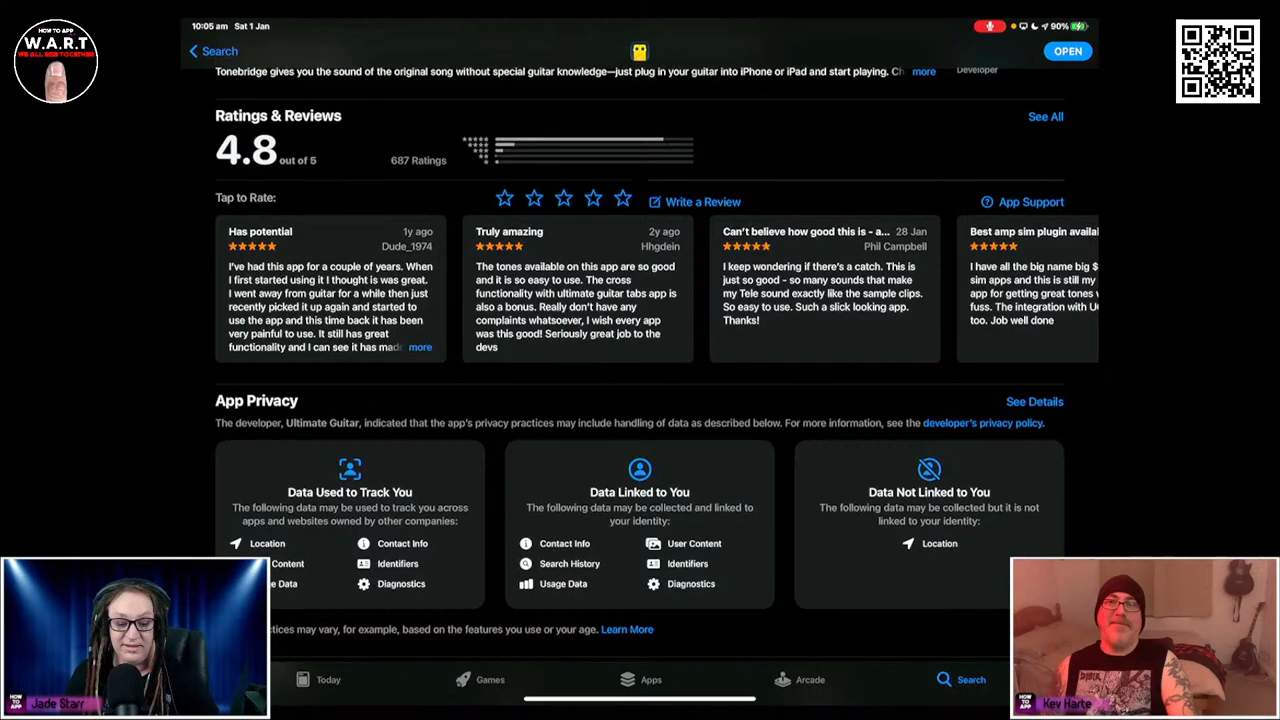 HOW TO APP
W.A.R.T
WE ALL END TOGETHER
10:05 am Sat 1 Jan
90%
Search
OPEN
Tonebridge gives you the sound of the original song without special guitar knowledge—just plug in your guitar into iPhone or iPad and start playing. Ch more
Developer
Ratings & Reviews
See All
4.8 out of 5
687 Ratings
Tap to Rate:
Write a Review
App Support
Has potential 1y ago
Dude_1974
I've had this app for a couple of years. When
I first started using it I thought is was great.
I went away from guitar for a while then just
recently picked it up again and started to
use the app and this time back it has been
very painful to use. It still has great
functionality and I can see it has made more
Truly amazing 2y ago
Hhgdein
The tones available on this app are so good
and it is so easy to use. The cross
functionality with ultimate guitar tabs app is
also a bonus. Really don't have any
complaints whatsoever, I wish every app
was this good! Seriously great job to the
devs
Can't believe how good this is - a... 28 Jan
Phil Campbell
I keep wondering if there's a catch. This is
just so good - so many sounds that make
my Tele sound exactly like the sample clips.
So easy to use. Such a slick looking app.
Thanks!
Best amp sim plugin availal
I have all the big name big $
sim apps and this is still my
app for getting great tones v
fuss. The integration with U
too. Job well done
App Privacy
See Details
The developer, Ultimate Guitar, indicated that the app's privacy practices may include handling of data as described below. For more information, see the developer's privacy policy.
Data Used to Track You
The following data may be used to track you across
apps and websites owned by other companies:
Location
Contact Info
Content
Identifiers
se Data
Diagnostics
Data Linked to You
The following data may be collected and linked to
your identity:
Contact Info
User Content
Search History
Identifiers
Usage Data
Diagnostics
Data Not Linked to You
The following data may be collected but it is not
linked to your identity:
Location
ctices may vary, for example, based on the features you use or your age. Learn More
Today
Games
Apps
Arcade
Search
HOW TO APP
Jade Starr
HOW TO APP
Kev Harte